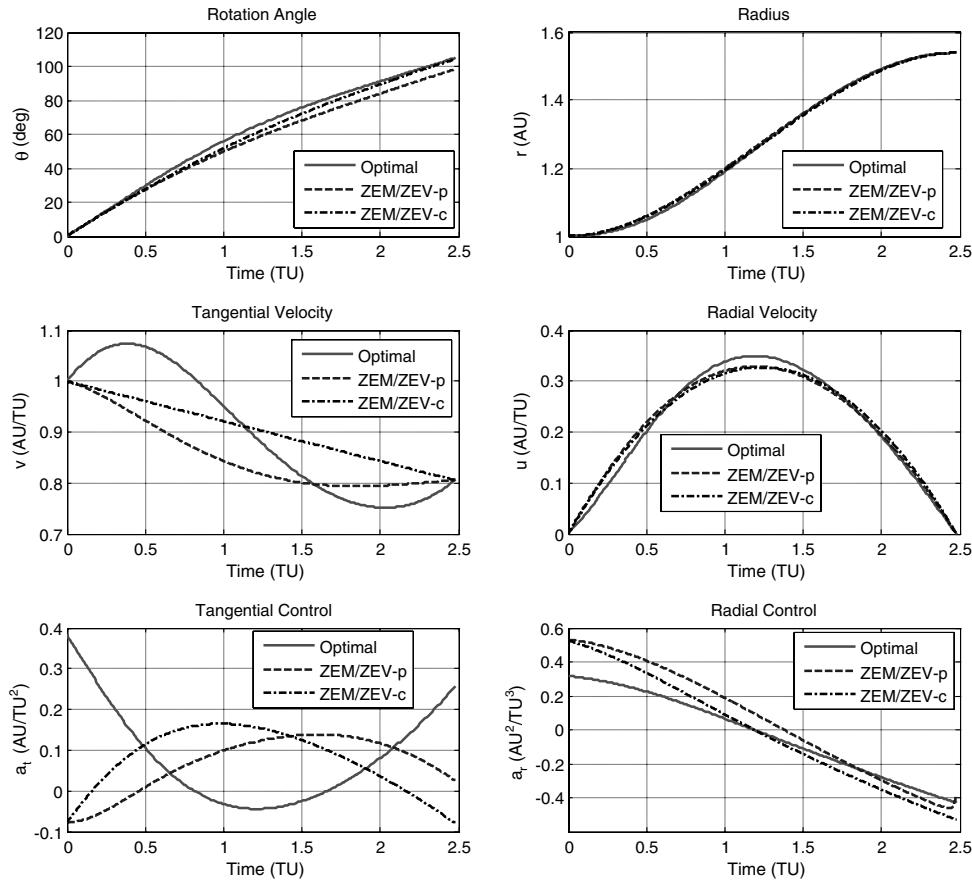 Rotation Angle
120
100
80
60
40
20
0
θ (deg)
Optimal
ZEM/ZEV-p
ZEM/ZEV-c
0 0.5 1 1.5 2 2.5
Time (TU)
Radius
1.6
1.4
1.2
1
r (AU)
Optimal
ZEM/ZEV-p
ZEM/ZEV-c
0 0.5 1 1.5 2 2.5
Time (TU)
Tangential Velocity
1.1
1
0.9
0.8
0.7
v (AU/TU)
Optimal
ZEM/ZEV-p
ZEM/ZEV-c
0 0.5 1 1.5 2 2.5
Time (TU)
Radial Velocity
0.4
0.3
0.2
0.1
0
u (AU/TU)
Optimal
ZEM/ZEV-p
ZEM/ZEV-c
0 0.5 1 1.5 2 2.5
Time (TU)
Tangential Control
0.4
0.3
0.2
0.1
0
-0.1
a_t (AU/TU²)
Optimal
ZEM/ZEV-p
ZEM/ZEV-c
0 0.5 1 1.5 2 2.5
Time (TU)
Radial Control
0.6
0.4
0.2
0
-0.2
-0.4
a_r (AU²/TU³)
Optimal
ZEM/ZEV-p
ZEM/ZEV-c
0 0.5 1 1.5 2 2.5
Time (TU)